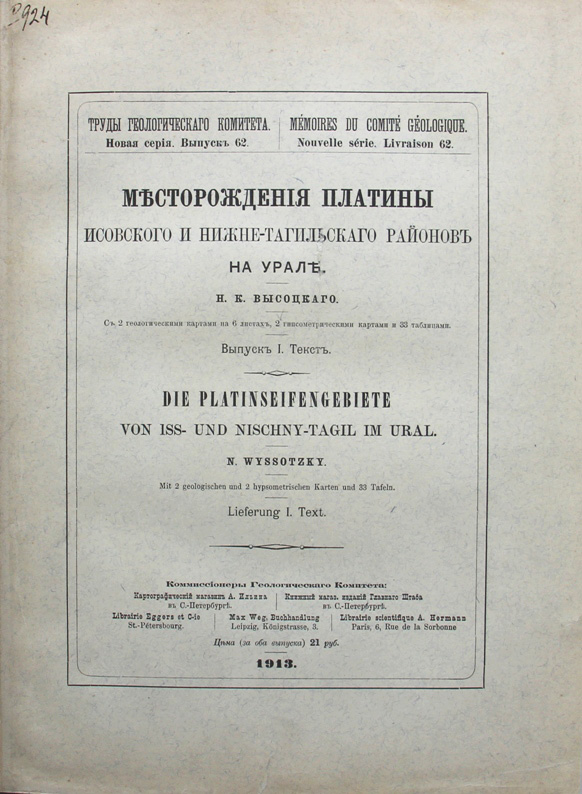 924
ТРУДЫ ГЕОЛОГИЧЕСКАГО КОМИТЕТА.
Новая серія. Выпускъ 62.
MÉMOIRES DU COMITÉ GÉOLOGIQUE.
Nouvelle série. Livraison 62.
МѢСТОРОЖДЕНІЯ ПЛАТИНЫ
ИСОВСКОГО И НИЖНЕ-ТАГИЛЬСКАГО РАЙОНОВЪ
НА УРАЛѢ.
Н. К. ВЫСОЦКАГО.
Съ 2 геологическими картами на 6 листахъ, 2 гипсометрическими картами и 33 таблицами.
Выпускъ I. Текстъ.
DIE PLATINSEIFENGEBIETE
VON ISS- UND NISCHNY-TAGIL IM URAL.
N. WYSSOTZKY.
Mit 2 geologischen und 2 hypsometrischen Karten und 33 Tafeln.
Lieferung I. Text.
Коммиссіонеры Геологическаго Комитета:
Картографическій магазинъ А. Ильина
въ С.-Петербургѣ.
Книжный магаз. изданій Главнаго Штаба
въ С.-Петербургѣ.
Librairie Eggers et C-ie
St.-Pétersbourg.
Max Weg, Buchhandlung
Leipzig, Königstrasse, 3.
Librairie scientifique A. Hermann
Paris, 6, Rue de la Sorbonne
Цѣна (за оба выпуска) 21 руб.
1913.